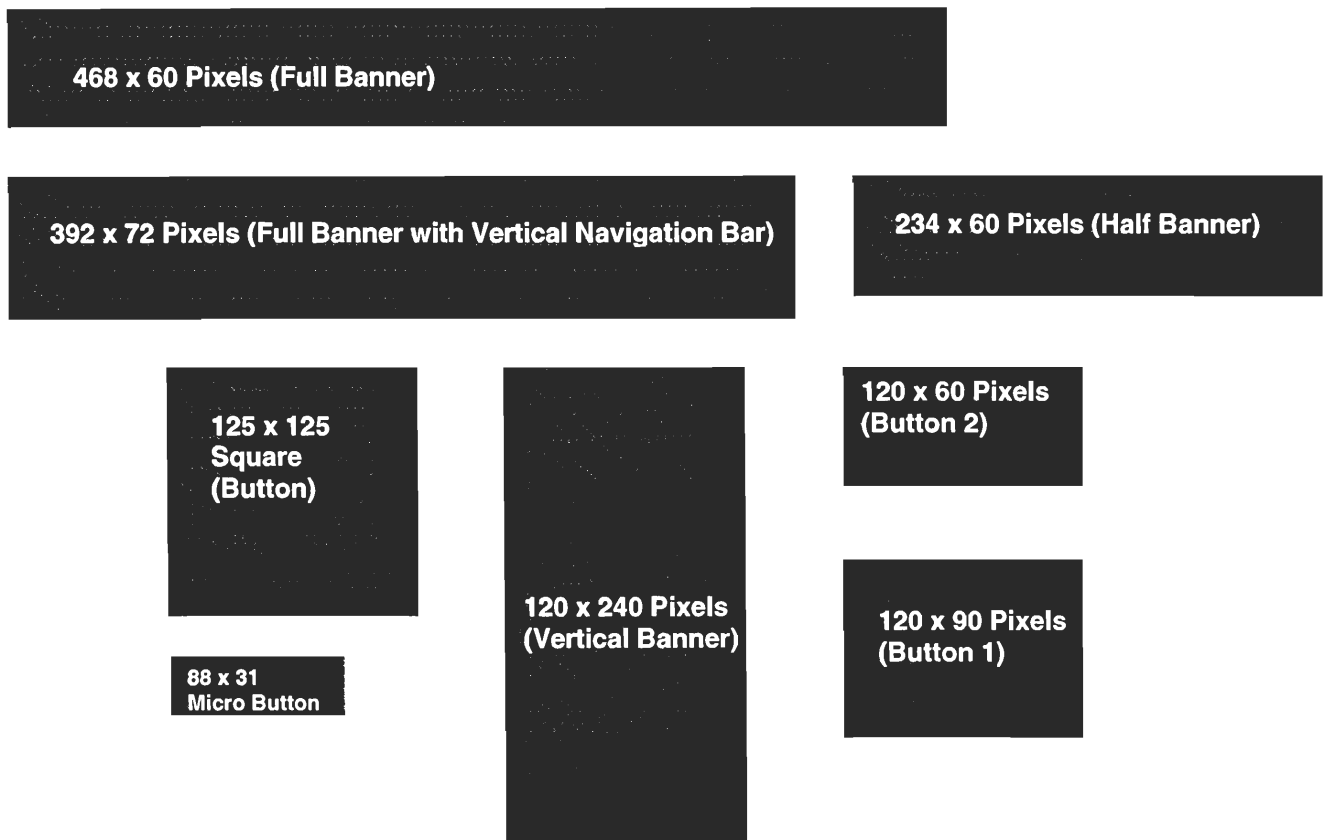 468 x 60 Pixels (Full Banner)
392 x 72 Pixels (Full Banner with Vertical Navigation Bar)
234 x 60 Pixels (Half Banner)
125 x 125
Square
(Button)
120 x 60 Pixels
(Button 2)
120 x 240 Pixels
(Vertical Banner)
120 x 90 Pixels
(Button 1)
88 x 31
Micro Button